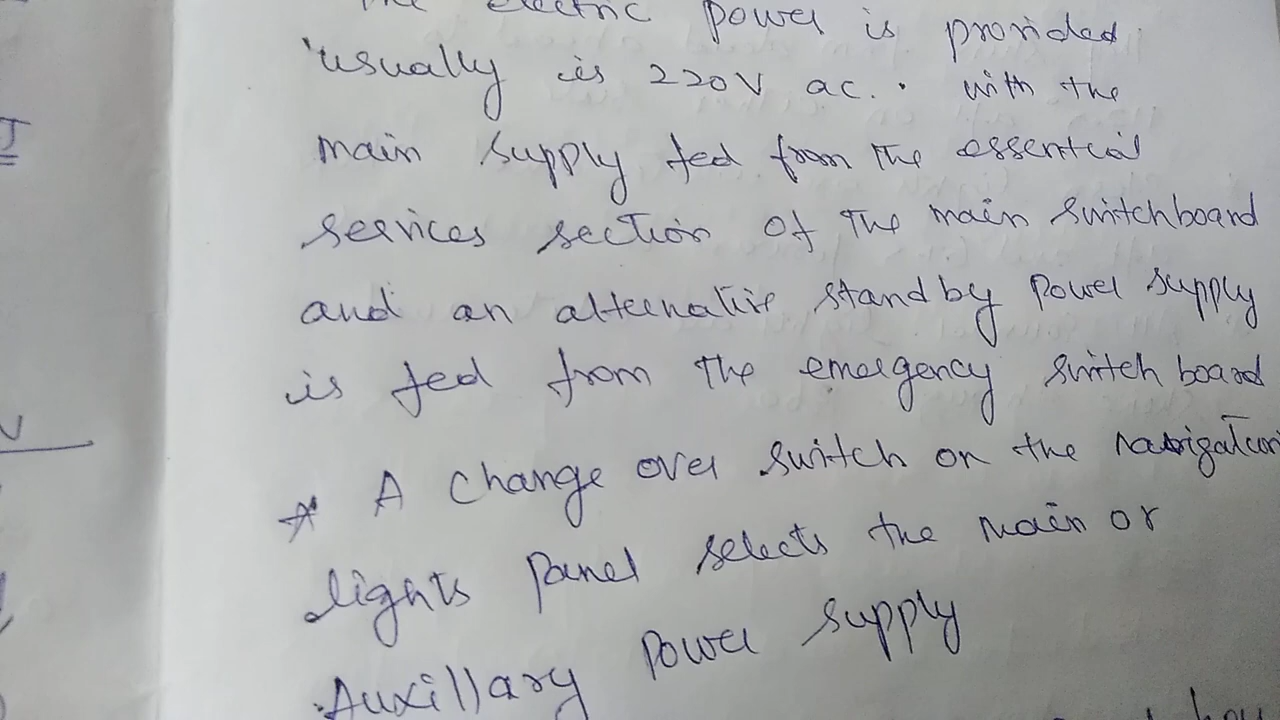 The electric power is provided
usually is 220V ac. . with the
main supply fed from the essential
services section of the main switchboard
and an alternative standby power supply
is fed from the emergency switch board
* A change over switch on the navigation
lights panel selects the main or
Auxillary power supply